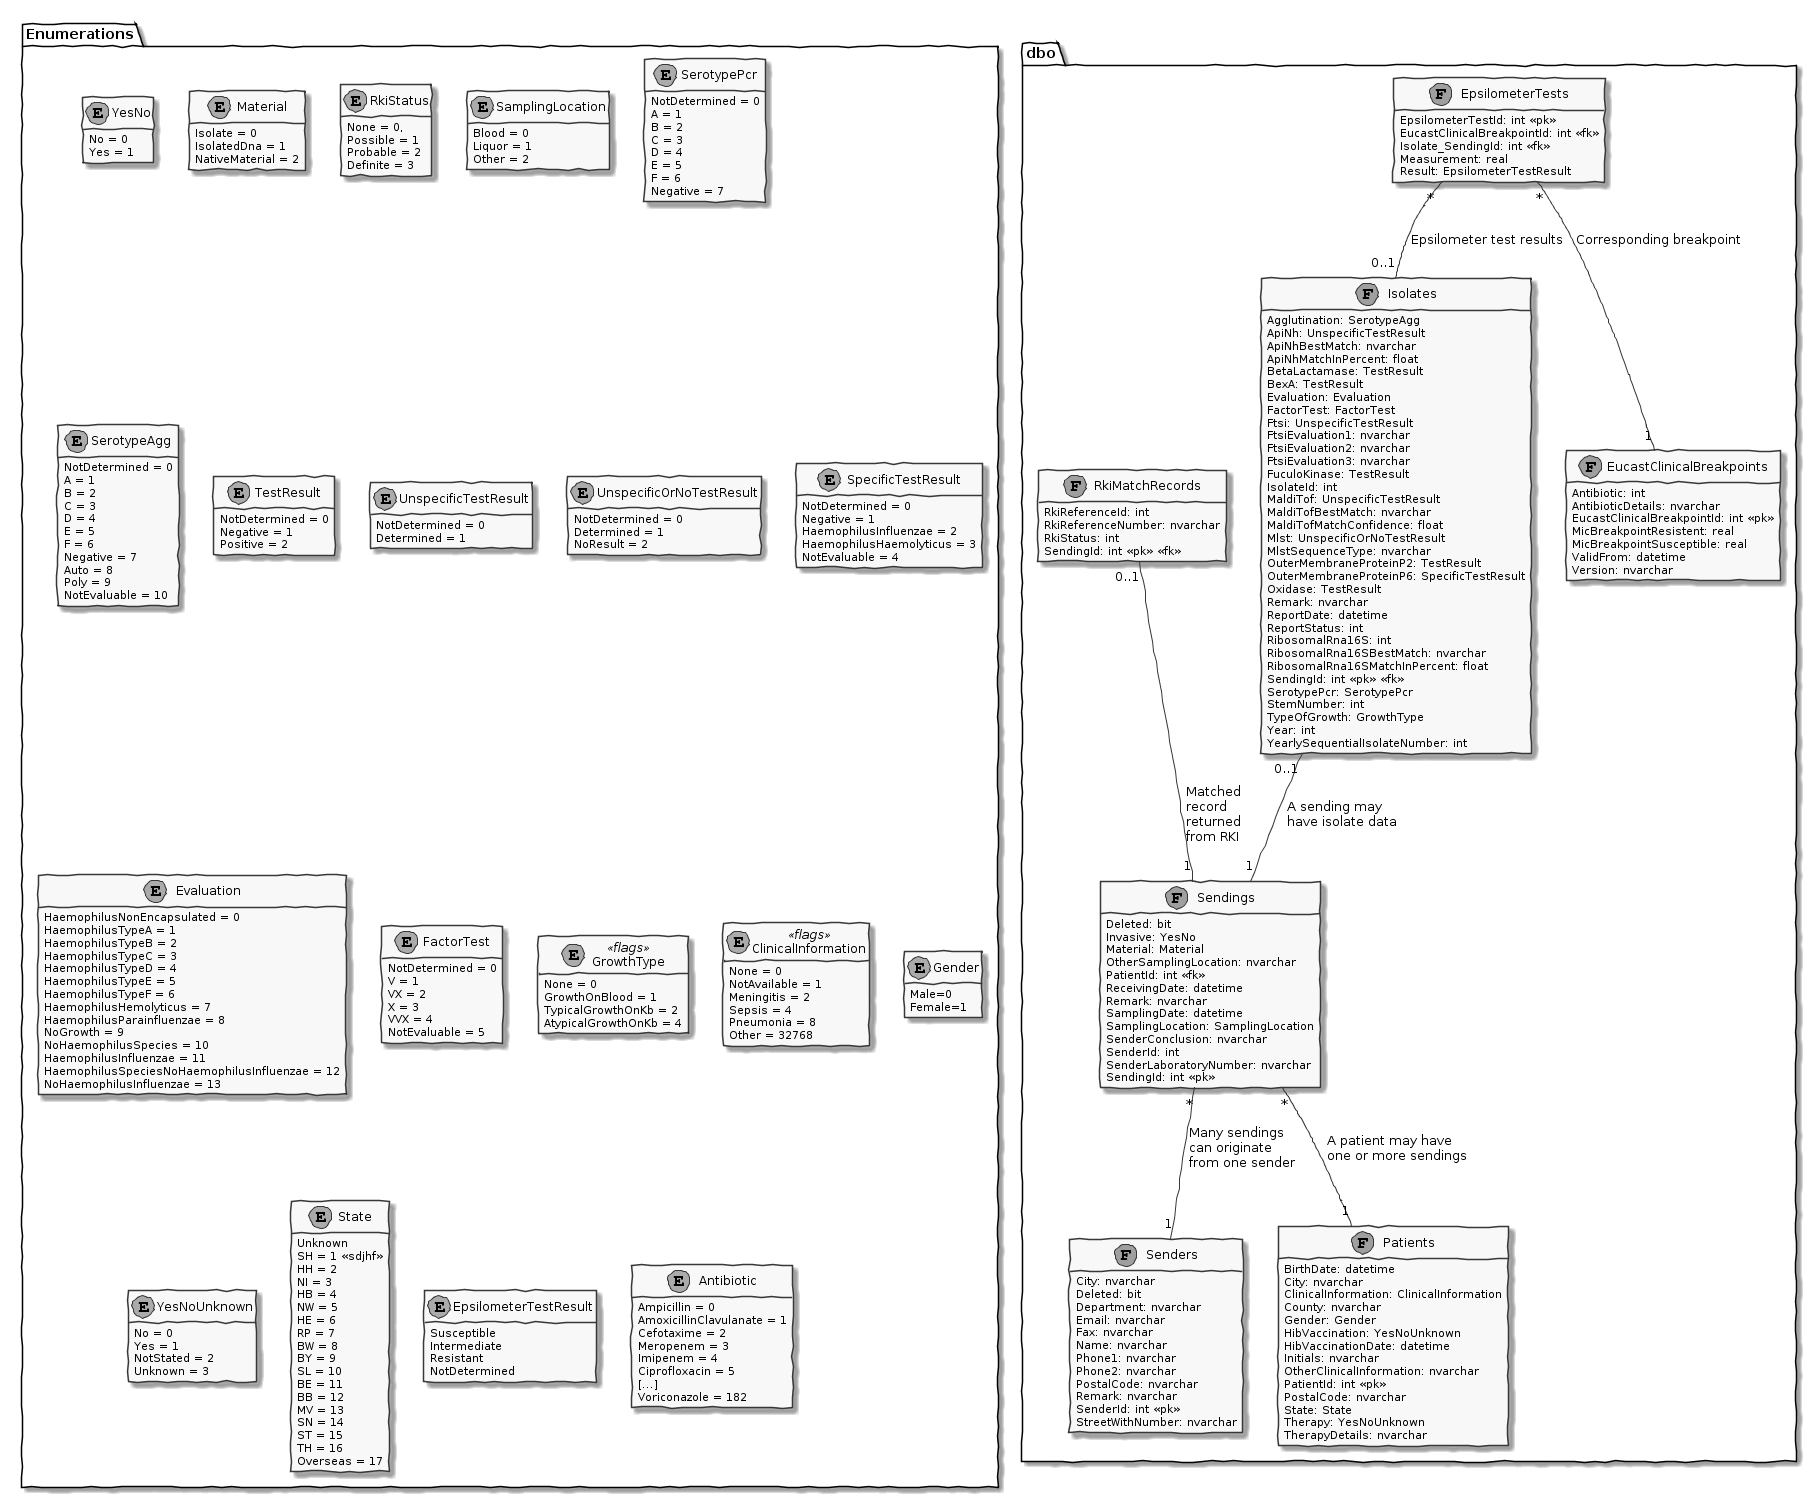 Enumerations
E YesNo
No = 0
Yes = 1
E Material
Isolate = 0
IsolatedDna = 1
NativeMaterial = 2
E RkiStatus
None = 0,
Possible = 1
Probable = 2
Definite = 3
E SamplingLocation
Blood = 0
Liquor = 1
Other = 2
E SerotypePcr
NotDetermined = 0
A = 1
B = 2
C = 3
D = 4
E = 5
F = 6
Negative = 7
E SerotypeAgg
NotDetermined = 0
A = 1
B = 2
C = 3
D = 4
E = 5
F = 6
Negative = 7
Auto = 8
Poly = 9
NotEvaluable = 10
E TestResult
NotDetermined = 0
Negative = 1
Positive = 2
E UnspecificTestResult
NotDetermined = 0
Determined = 1
E UnspecificOrNoTestResult
NotDetermined = 0
Determined = 1
NoResult = 2
E SpecificTestResult
NotDetermined = 0
Negative = 1
HaemophilusInfluenzae = 2
HaemophilusHaemolyticus = 3
NotEvaluable = 4
E Evaluation
HaemophilusNonEncapsulated = 0
HaemophilusTypeA = 1
HaemophilusTypeB = 2
HaemophilusTypeC = 3
HaemophilusTypeD = 4
HaemophilusTypeE = 5
HaemophilusTypeF = 6
HaemophilusHemolyticus = 7
HaemophilusParainfluenzae = 8
NoGrowth = 9
NoHaemophilusSpecies = 10
HaemophilusInfluenzae = 11
HaemophilusSpeciesNoHaemophilusInfluenzae = 12
NoHaemophilusInfluenzae = 13
E FactorTest
NotDetermined = 0
V = 1
VX = 2
X = 3
VVX = 4
NotEvaluable = 5
«flags»
E GrowthType
None = 0
GrowthOnBlood = 1
TypicalGrowthOnKb = 2
AtypicalGrowthOnKb = 4
«flags»
E ClinicalInformation
None = 0
NotAvailable = 1
Meningitis = 2
Sepsis = 4
Pneumonia = 8
Other = 32768
E Gender
Male=0
Female=1
E YesNoUnknown
No = 0
Yes = 1
NotStated = 2
Unknown = 3
E State
Unknown
SH = 1 «sdjhf»
HH = 2
NI = 3
HB = 4
NW = 5
HE = 6
RP = 7
BW = 8
BY = 9
SL = 10
BE = 11
BB = 12
MV = 13
SN = 14
ST = 15
TH = 16
Overseas = 17
E EpsilometerTestResult
Susceptible
Intermediate
Resistant
NotDetermined
E Antibiotic
Ampicillin = 0
AmoxicillinClavulanate = 1
Cefotaxime = 2
Meropenem = 3
Imipenem = 4
Ciprofloxacin = 5
[...]
Voriconazole = 182
dbo
F EpsilometerTests
EpsilometerTestId: int «pk»
EucastClinicalBreakpointId: int «fk»
Isolate_SendingId: int «fk»
Measurement: real
Result: EpsilometerTestResult
*
*
Epsilometer test results
Corresponding breakpoint
0..1
1
F Isolates
Agglutination: SerotypeAgg
ApiNh: UnspecificTestResult
ApiNhBestMatch: nvarchar
ApiNhMatchInPercent: float
BetaLactamase: TestResult
BexA: TestResult
Evaluation: Evaluation
FactorTest: FactorTest
Ftsi: UnspecificTestResult
FtsiEvaluation1: nvarchar
FtsiEvaluation2: nvarchar
FtsiEvaluation3: nvarchar
FuculoKinase: TestResult
IsolateId: int
MaldiTof: UnspecificTestResult
MaldiTofBestMatch: nvarchar
MaldiTofMatchConfidence: float
Mlst: UnspecificOrNoTestResult
MlstSequenceType: nvarchar
OuterMembraneProteinP2: TestResult
OuterMembraneProteinP6: SpecificTestResult
Oxidase: TestResult
Remark: nvarchar
ReportDate: datetime
ReportStatus: int
RibosomalRna16S: int
RibosomalRna16SBestMatch: nvarchar
RibosomalRna16SMatchInPercent: float
SendingId: int «pk» «fk»
SerotypePcr: SerotypePcr
StemNumber: int
TypeOfGrowth: GrowthType
Year: int
YearlySequentialIsolateNumber: int
F RkiMatchRecords
RkiReferenceId: int
RkiReferenceNumber: nvarchar
RkiStatus: int
SendingId: int «pk» «fk»
F EucastClinicalBreakpoints
Antibiotic: int
AntibioticDetails: nvarchar
EucastClinicalBreakpointId: int «pk»
MicBreakpointResistent: real
MicBreakpointSusceptible: real
ValidFrom: datetime
Version: nvarchar
0..1
0..1
Matched
record
returned
from RKI
A sending may
have isolate data
1
1
F Sendings
Deleted: bit
Invasive: YesNo
Material: Material
OtherSamplingLocation: nvarchar
PatientId: int «fk»
ReceivingDate: datetime
Remark: nvarchar
SamplingDate: datetime
SamplingLocation: SamplingLocation
SenderConclusion: nvarchar
SenderId: int
SenderLaboratoryNumber: nvarchar
SendingId: int «pk»
*
*
Many sendings
can originate
from one sender
A patient may have
one or more sendings
1
1
F Senders
City: nvarchar
Deleted: bit
Department: nvarchar
Email: nvarchar
Fax: nvarchar
Name: nvarchar
Phone1: nvarchar
Phone2: nvarchar
PostalCode: nvarchar
Remark: nvarchar
SenderId: int «pk»
StreetWithNumber: nvarchar
F Patients
BirthDate: datetime
City: nvarchar
ClinicalInformation: ClinicalInformation
County: nvarchar
Gender: Gender
HibVaccination: YesNoUnknown
HibVaccinationDate: datetime
Initials: nvarchar
OtherClinicalInformation: nvarchar
PatientId: int «pk»
PostalCode: nvarchar
State: State
Therapy: YesNoUnknown
TherapyDetails: nvarchar